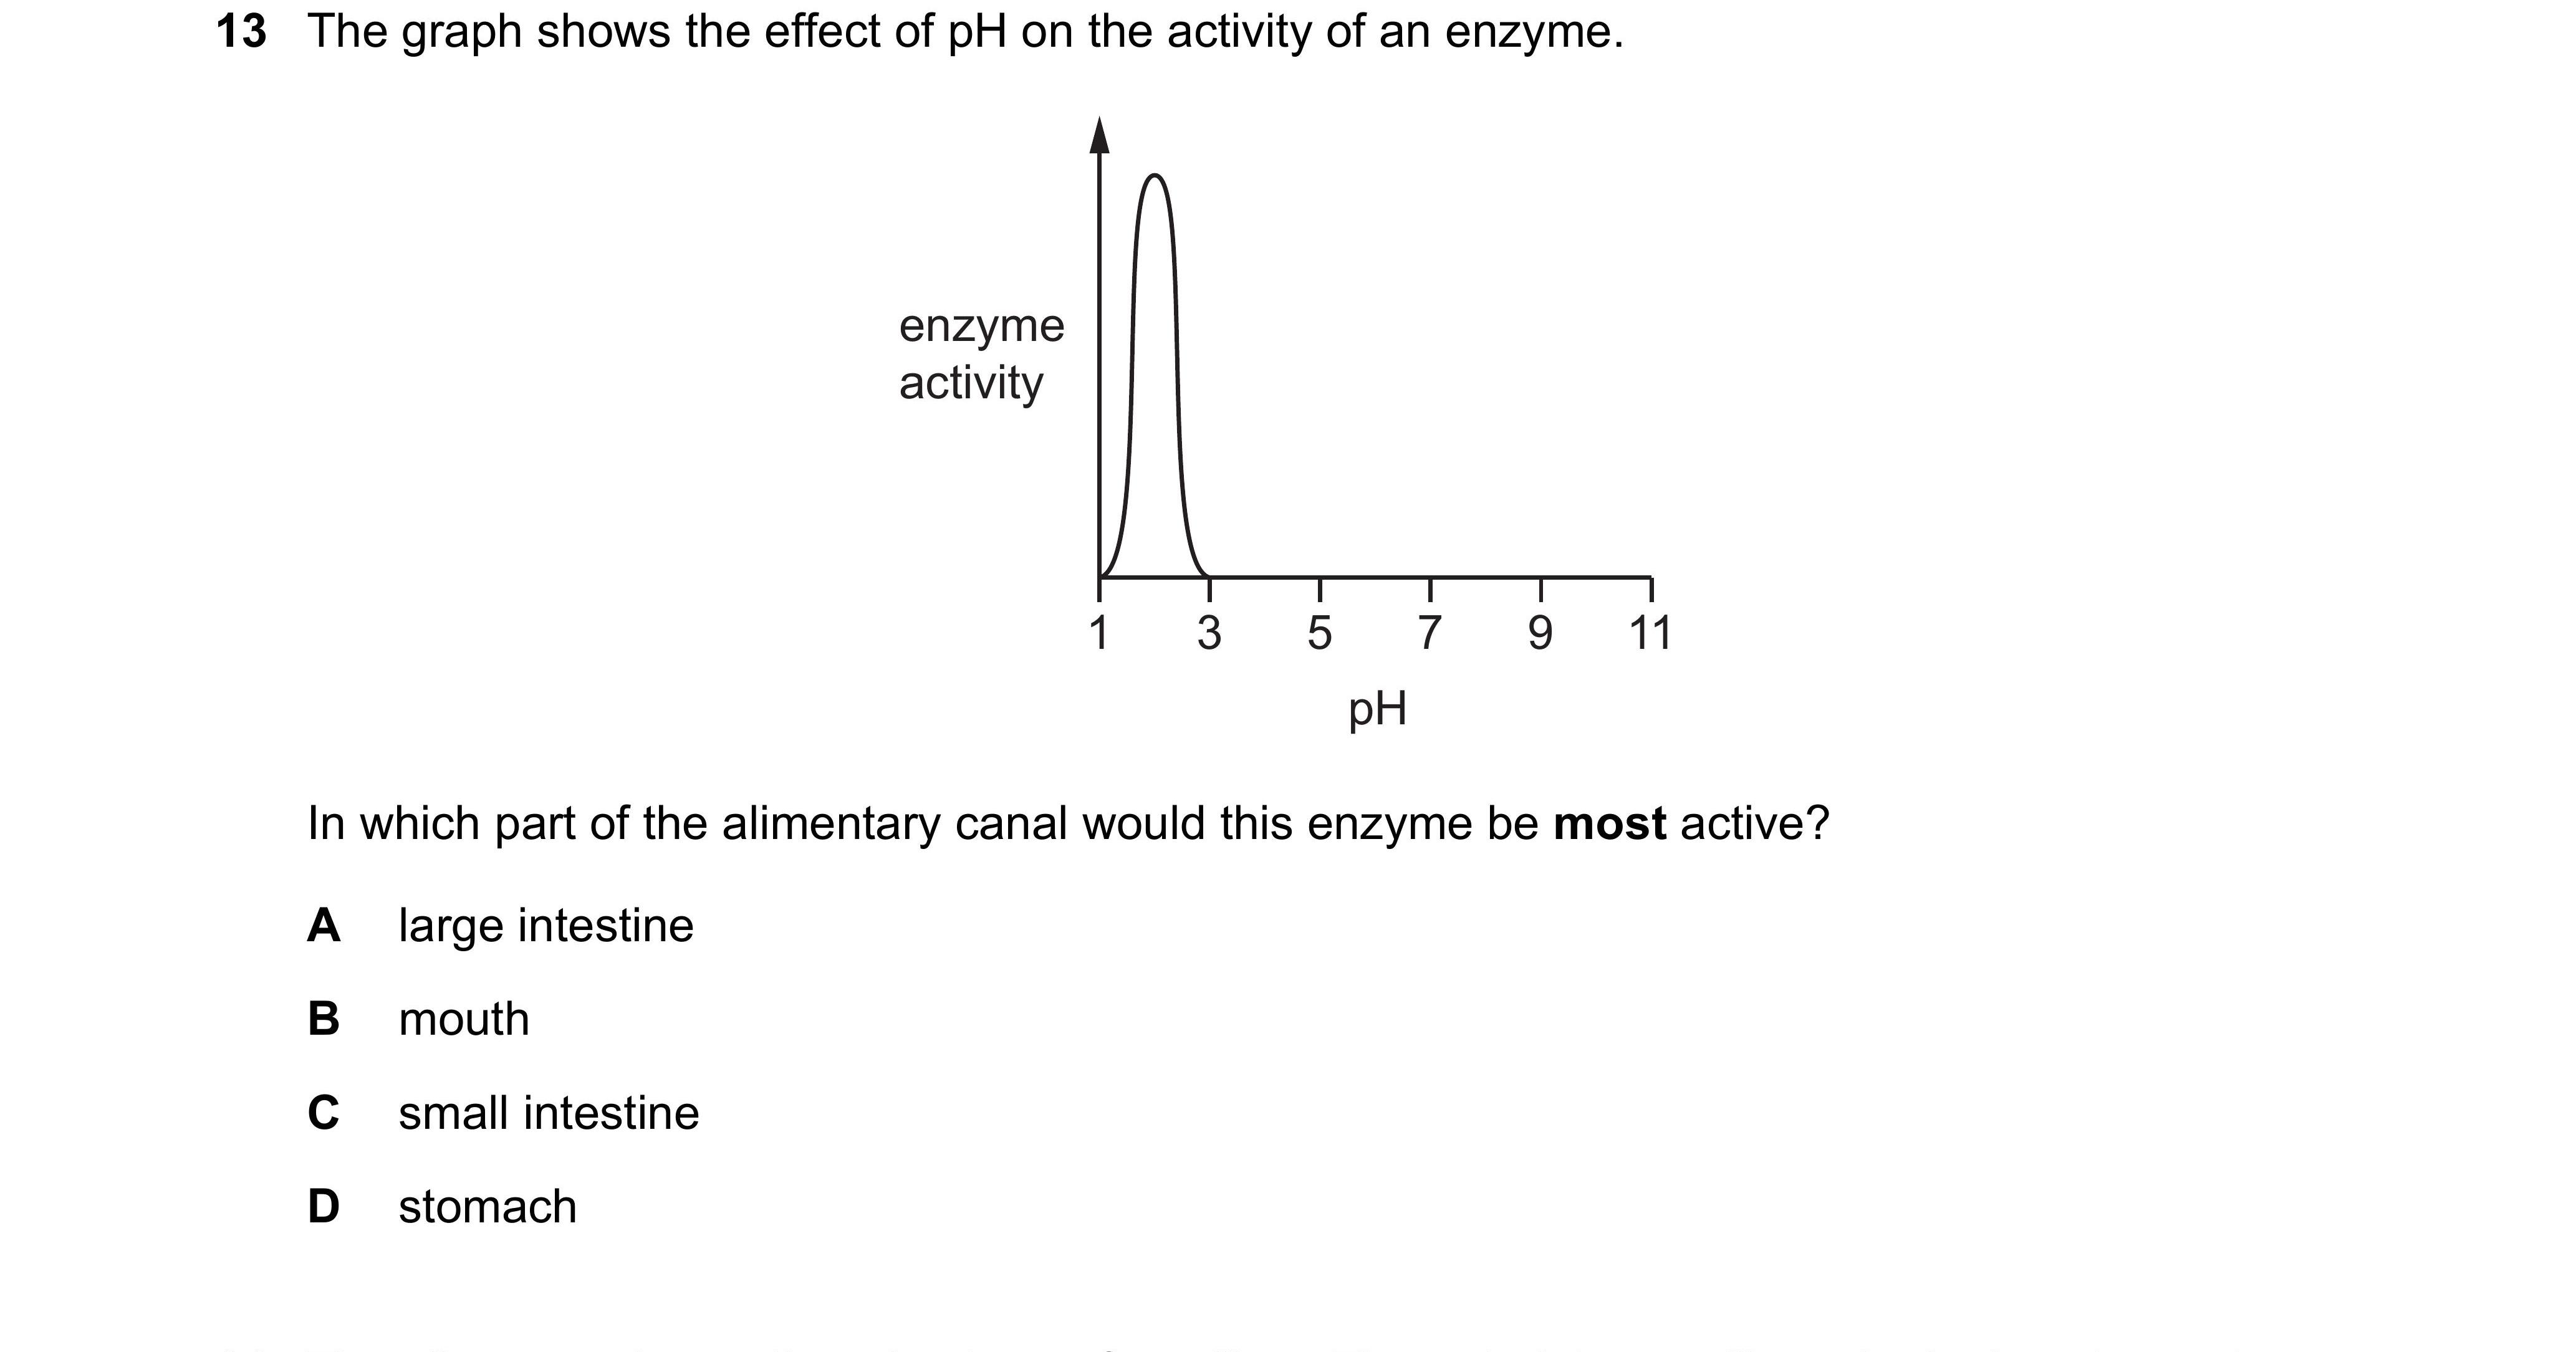 13 The graph shows the effect of pH on the activity of an enzyme.
enzyme
activity
1 3 5 7 9 11
pH
In which part of the alimentary canal would this enzyme be most active?
A large intestine
B mouth
C small intestine
D stomach